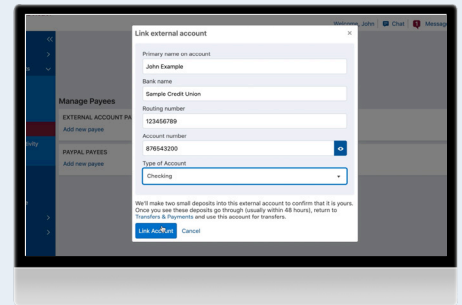 Welcome, John
Chat
Message
Link external account
×
Primary name on account
John Example
Bank name
Sample Credit Union
Routing number
123456789
Account number
876543200
Type of Account
Checking
We'll make two small deposits into this external account to confirm that it is yours.
Once you see these deposits go through (usually within 48 hours), return to
Transfers & Payments and use this account for transfers.
Link Account Cancel
Manage Payees
EXTERNAL ACCOUNT PA
Add new payee
PAYPAL PAYEES
Add new payee